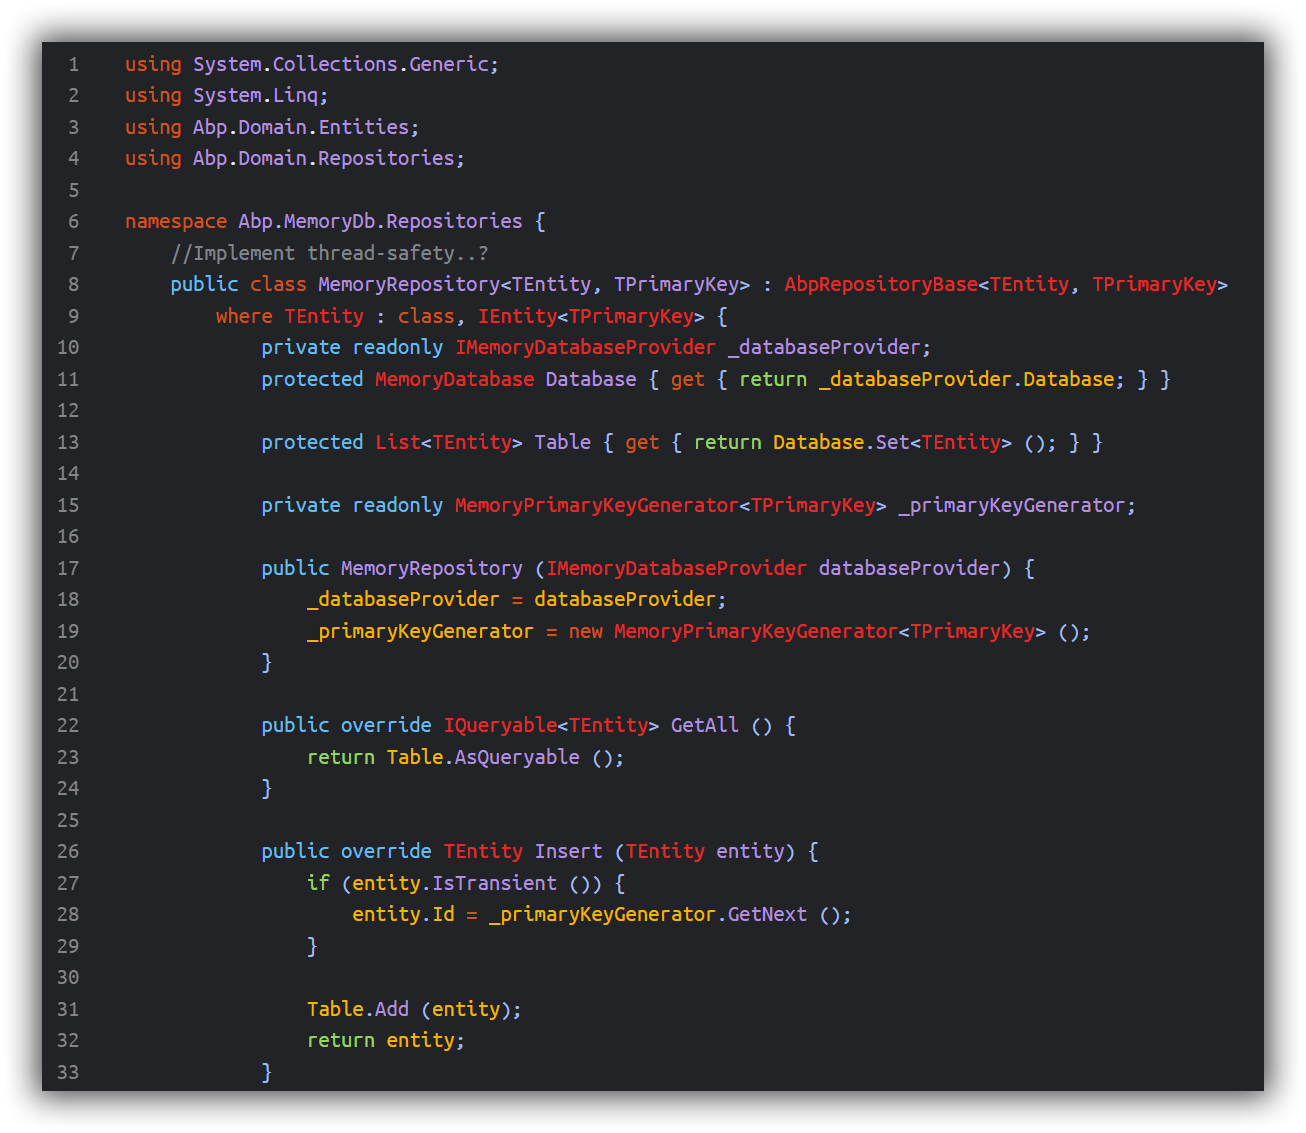 1 using System.Collections.Generic;
2 using System.Linq;
3 using Abp.Domain.Entities;
4 using Abp.Domain.Repositories;
5
6 namespace Abp.MemoryDb.Repositories {
7 //Implement thread-safety..?
8 public class MemoryRepository<TEntity, TPrimaryKey> : AbpRepositoryBase<TEntity, TPrimaryKey>
9 where TEntity : class, IEntity<TPrimaryKey> {
10 private readonly IMemoryDatabaseProvider _databaseProvider;
11 protected MemoryDatabase Database { get { return _databaseProvider.Database; } }
12
13 protected List<TEntity> Table { get { return Database.Set<TEntity> (); } }
14
15 private readonly MemoryPrimaryKeyGenerator<TPrimaryKey> _primaryKeyGenerator;
16
17 public MemoryRepository (IMemoryDatabaseProvider databaseProvider) {
18 _databaseProvider = databaseProvider;
19 _primaryKeyGenerator = new MemoryPrimaryKeyGenerator<TPrimaryKey> ();
20 }
21
22 public override IQueryable<TEntity> GetAll () {
23 return Table.AsQueryable ();
24 }
25
26 public override TEntity Insert (TEntity entity) {
27 if (entity.IsTransient ()) {
28 entity.Id = _primaryKeyGenerator.GetNext ();
29 }
30
31 Table.Add (entity);
32 return entity;
33 }